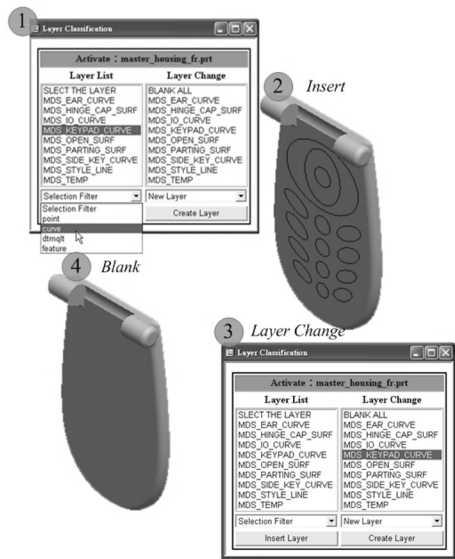 1
Layer Classification
Activate : master_housing_fr.prt
Layer List
SLECT THE LAYER
MDS_EAR_CURVE
MDS_HINGE_CAP_SURF
MDS_IO_CURVE
MDS_KEYPAD_CURVE
MDS_OPEN_SURF
MDS_PARTING_SURF
MDS_SIDE_KEY_CURVE
MDS_STYLE_LINE
MDS_TEMP
Selection Filter
Selection Filter
point
curve
dtmqlt
feature
Layer Change
BLANK ALL
MDS_EAR_CURVE
MDS_HINGE_CAP_SURF
MDS_IO_CURVE
MDS_KEYPAD_CURVE
MDS_OPEN_SURF
MDS_PARTING_SURF
MDS_SIDE_KEY_CURVE
MDS_STYLE_LINE
MDS_TEMP
New Layer
Create Layer
2 Insert
3 Layer Change
Layer Classification
Activate : master_housing_fr.prt
Layer List
SLECT THE LAYER
MDS_EAR_CURVE
MDS_HINGE_CAP_SURF
MDS_IO_CURVE
MDS_KEYPAD_CURVE
MDS_OPEN_SURF
MDS_PARTING_SURF
MDS_SIDE_KEY_CURVE
MDS_STYLE_LINE
MDS_TEMP
Selection Filter
Insert Layer
Layer Change
BLANK ALL
MDS_EAR_CURVE
MDS_HINGE_CAP_SURF
MDS_IO_CURVE
MDS_KEYPAD_CURVE
MDS_OPEN_SURF
MDS_PARTING_SURF
MDS_SIDE_KEY_CURVE
MDS_STYLE_LINE
MDS_TEMP
New Layer
Create Layer
4 Blank